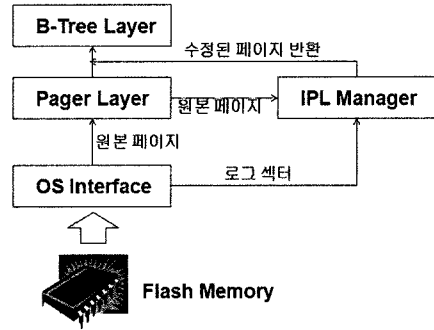 B-Tree Layer
수정된 페이지 반환
Pager Layer
원본 페이지
IPL Manager
원본 페이지
OS Interface
로그 섹터
Flash Memory